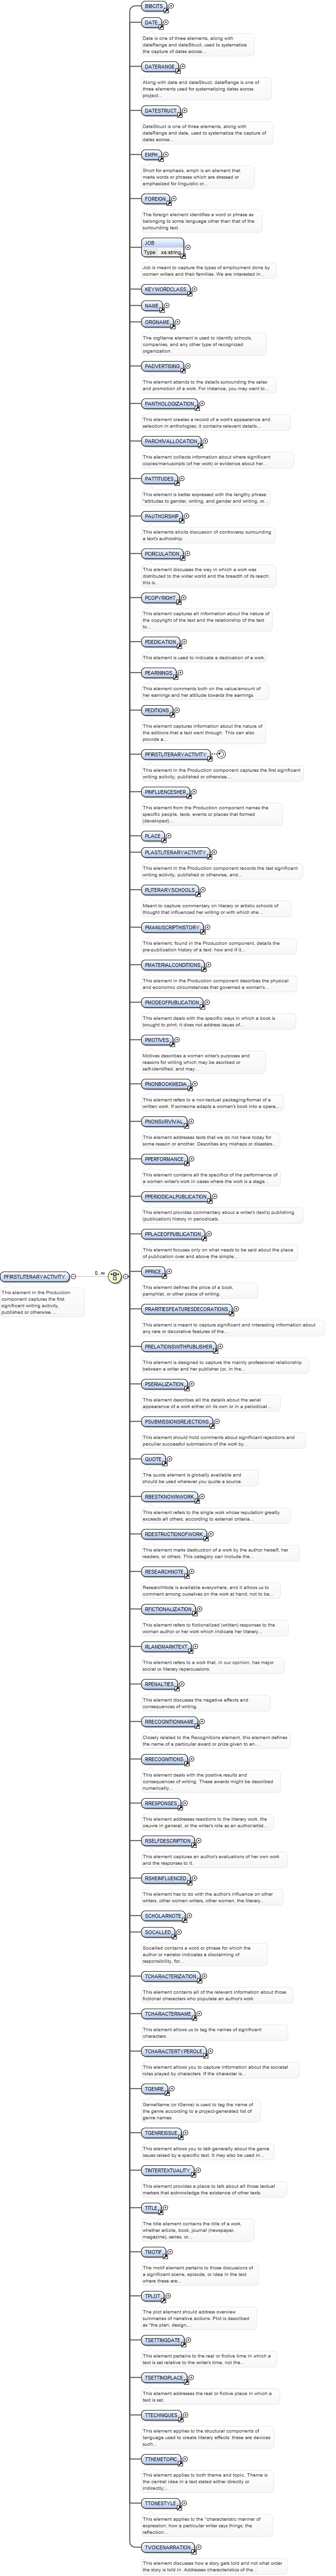 BIBCITS
DATE
Date is one of three elements, along with
dateRange and dateStruct, used to systematize
the capture of dates across...
DATERANGE
Along with date and dateStruct, dateRange is one of
three elements used for systematizing dates across
project...
DATESTRUCT
DateStruct is one of three elements, along with
dateRange and date, used to systematize the capture of
dates across...
EMPH
Short for emphasis, emph is an element that
marks words or phrases which are stressed or
emphasized for linguistic or...
FOREIGN
The foreign element identifies a word or phrase as
belonging to some language other than that of the
surrounding text.
JOB
Type xs:string
Job is meant to capture the types of employment done by
women writers and their families. We are interested in...
KEYWORDCLASS
NAME
ORGNAME
The orgName element is used to identify schools,
companies, and any other type of recognized
organization.
PADVERTISING
This element attends to the details surrounding the sales
and promotion of a work. For instance, you may want to...
PANTHOLOGIZATION
This element creates a record of a work's appearance and
selection in anthologies; it contains relevant details...
PARCHIVALLOCATION
This element collects information about where significant
copies/manuscripts (of her work) or evidence about her...
PATTITUDES
This element is better expressed with the lengthy phrase
"attitudes to gender, writing, and gender and writing, or...
PAUTHORSHIP
This elements elicits discussion of controversy surrounding
a text's authorship.
PCIRCULATION
This element discusses the way in which a work was
distributed to the wider world and the breadth of its reach:
this is...
PCOPYRIGHT
This element captures all information about the nature of
the copyright of the text and the relationship of the text
to...
PDEDICATION
This element is used to indicate a dedication of a work.
PEARNINGS
This element comments both on the value/amount of
her earnings and her attitude towards the earnings.
PEDITIONS
This element captures information about the nature of
the editions that a text went through. This can also
provide a...
PFIRSTLITERARYACTIVITY
This element in the Production component captures the first significant
writing activity, published or otherwise....
PINFLUENCESHER
This element from the Production component names the
specific people, texts, events or places that formed
(developed)...
PLACE
PLASTLITERARYACTIVITY
This element in the Production component records the last significant
writing activity, published or otherwise, and...
PLITERARYSCHOOLS
Meant to capture commentary on literary or artistic schools of
thought that influenced her writing or with which she...
PMANUSCRIPTHISTORY
This element, found in the Production component, details the
pre-publication history of a text: how and if it...
PMATERIALCONDITIONS
This element in the Production component describes the physical
and economic circumstances that governed a woman's...
PMODEOFPUBLICATION
This element deals with the specific ways in which a book is
brought to print; it does not address issues of...
PMOTIVES
Motives describes a woman writer's purposes and
reasons for writing which may be ascribed or
self-identified, and may...
PNONBOOKMEDIA
This element refers to a non-textual packaging/format of a
written work. If someone adapts a woman's book into a opera,...
PNONSURVIVAL
This element addresses texts that we do not have today for
some reason or another. Describes any mishaps or disasters...
PPERFORMANCE
This element contains all the specifics of the performance of
a woman writer's work in cases where the work is a stage...
PPERIODICALPUBLICATION
This element provides commentary about a writer's (text's) publishing
(publication) history in periodicals.
PPLACEOFPUBLICATION
This element focuses only on what needs to be said about the place
of publication over and above the simple...
PPRICE
PFIRSTLITERARYACTIVITY
0..∞
This element in the Production
component captures the first
significant writing activity,
published or otherwise....
This element defines the price of a book,
pamphlet, or other piece of writing.
PRARITIESFEATURESDECORATIONS
This element is meant to capture significant and interesting information about
any rare or decorative features of the...
PRELATIONSWITHPUBLISHER
This element is designed to capture the mainly professional relationship
between a writer and her publisher (or, in the...
PSERIALIZATION
This element describes all the details about the serial
appearance of a work either on its own or in a periodical...
PSUBMISSIONSREJECTIONS
This element should hold comments about significant rejections and
peculiar successful submissions of the work by...
QUOTE
The quote element is globally available and
should be used wherever you quote a source.
RBESTKNOWNWORK
This element refers to the single work whose reputation greatly
exceeds all others, according to external criteria...
RDESTRUCTIONOFWORK
This element marks destruction of a work by the author herself, her
readers, or others. This category can include the...
RESEARCHNOTE
ResearchNote is available everywhere, and it allows us to
comment among ourselves on the work at hand; not to be...
RFICTIONALIZATION
This element refers to fictionalized (written) responses to the
woman author or her work which indicate her literary...
RLANDMARKTEXT
This element refers to a work that, in our opinion, has major
social or literary repercussions.
RPENALTIES
This element discusses the negative effects and
consequences of writing.
RRECOGNITIONNAME
Closely related to the Recognitions element, this element defines
the name of a particular award or prize given to an...
RRECOGNITIONS
This element deals with the positive results and
consequences of writing. These awards might be described
numerically...
RRESPONSES
This element addresses reactions to the literary work, the
oeuvre in general, or the writer's role as an author/artist...
RSELFDESCRIPTION
This element captures an author's evaluations of her own work
and the responses to it.
RSHEINFLUENCED
This element has to do with the author's influence on other
writers, other women writers, other women, the literary...
SCHOLARNOTE
SOCALLED
Socalled contains a word or phrase for which the
author or narrator indicates a disclaiming of
responsibility, for...
TCHARACTERIZATION
This element contains all of the relevant information about those
fictional characters who populate an author's work.
TCHARACTERNAME
This element allows us to tag the names of significant
characters.
TCHARACTERTYPEROLE
This element allows you to capture information about the societal
roles played by characters. If the character is...
TGENRE
GenreName (or tGenre) is used to tag the name of
the genre according to a project-generated list of
genre names.
TGENREISSUE
This element allows you to talk generally about the genre
issues raised by a specific text. It may also be used in...
TINTERTEXTUALITY
This element provides a place to talk about all those textual
markers that acknowledge the existence of other texts.
TITLE
The title element contains the title of a work,
whether article, book, journal (newspaper,
magazine), series, or...
TMOTIF
The motif element pertains to those discussions of
a significant scene, episode, or idea in the text
where these are...
TPLOT
The plot element should address overview
summaries of narrative actions. Plot is described
as "the plan, design,...
TSETTINGDATE
This element pertains to the real or fictive time in which a
text is set relative to the writer's time, not the...
TSETTINGPLACE
This element addresses the real or fictive place in which a
text is set.
TTECHNIQUES
This element applies to the structural components of
language used to create literary effects: these are devices
such...
TTHEMETOPIC
This element applies to both theme and topic. Theme is
the central idea in a text stated either directly or
indirectly;...
TTONESTYLE
This element applies to the "characteristic manner of
expression; how a particular writer says things; the
reflection...
TVOICENARRATION
This element discusses how a story gets told and not what order
the story is told in. Addresses characteristics of the...